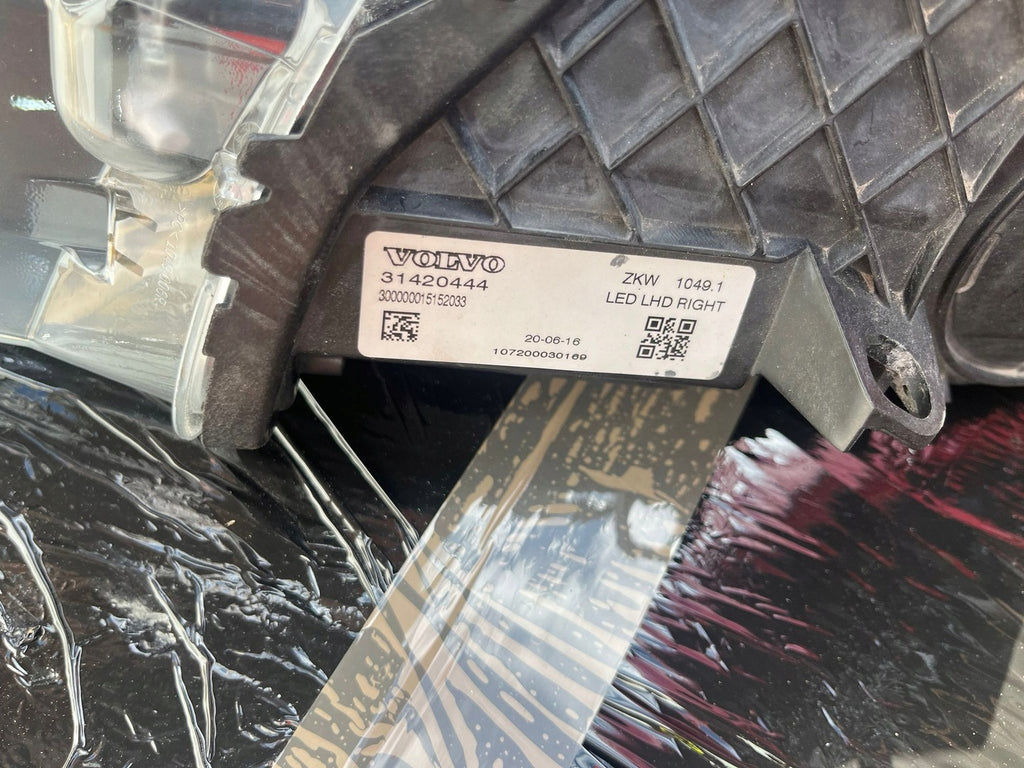 VOLVO
31420444
300000015152033
ZKW 1049.1
LED LHD RIGHT
20-06-16
107200030169